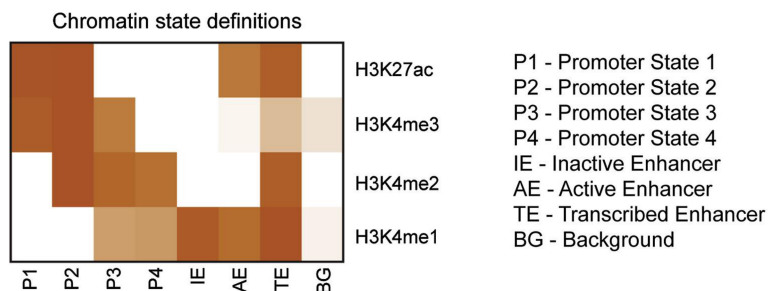 Chromatin state definitions
H3K27ac
H3K4me3
H3K4me2
H3K4me1
P1
P2
P3
P4
IE
AE
TE
BG
P1 - Promoter State 1
P2 - Promoter State 2
P3 - Promoter State 3
P4 - Promoter State 4
IE - Inactive Enhancer
AE - Active Enhancer
TE - Transcribed Enhancer
BG - Background